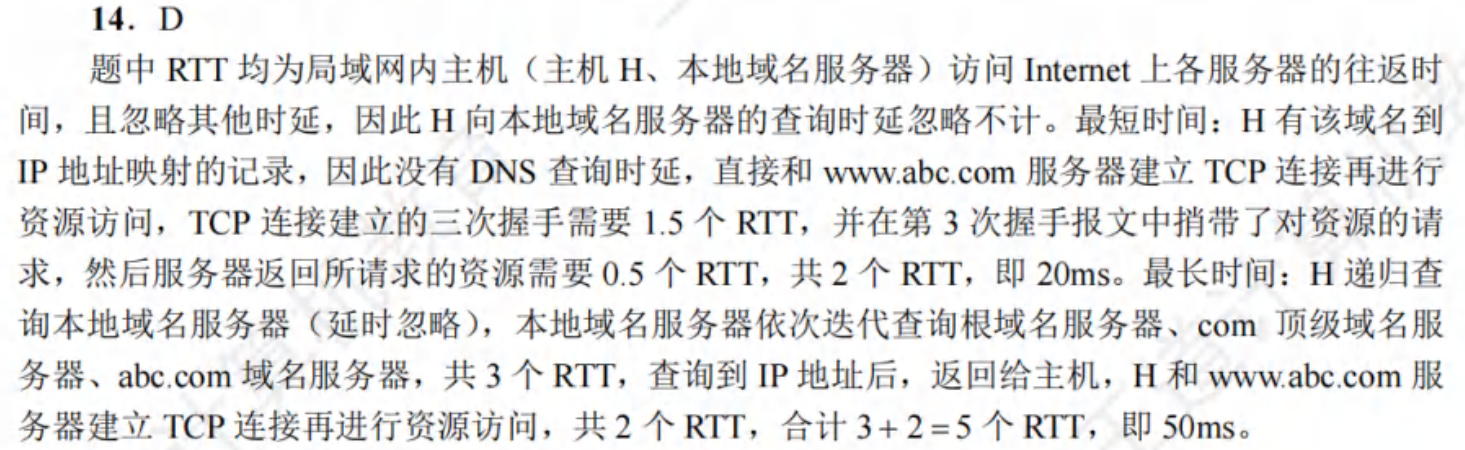 14. D
题中 RTT 均为局域网内主机（主机 H、本地域名服务器）访问 Internet 上各服务器的往返时
间，且忽略其他时延，因此 H 向本地域名服务器的查询时延忽略不计。最短时间：H 有该域名到
IP 地址映射的记录，因此没有 DNS 查询时延，直接和 www.abc.com 服务器建立 TCP 连接再进行
资源访问，TCP 连接建立的三次握手需要 1.5 个 RTT，并在第 3 次握手报文中捎带了对资源的请
求，然后服务器返回所请求的资源需要 0.5 个 RTT，共 2 个 RTT，即 20ms。最长时间：H 递归查
询本地域名服务器（延时忽略），本地域名服务器依次迭代查询根域名服务器、com 顶级域名服
务器、abc.com 域名服务器，共 3 个 RTT，查询到 IP 地址后，返回给主机，H 和 www.abc.com 服
务器建立 TCP 连接再进行资源访问，共 2 个 RTT，合计 3 + 2 = 5 个 RTT，即 50ms。